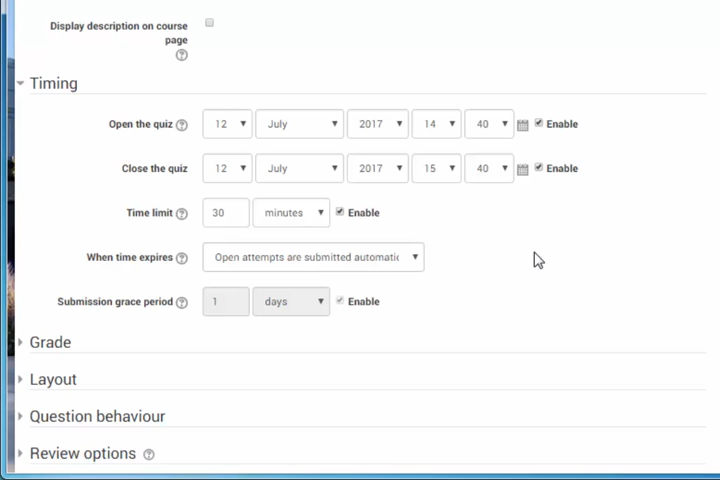 Display description on course
page
Timing
Open the quiz 12 July 2017 14 40 Enable
Close the quiz 12 July 2017 15 40 Enable
Time limit 30 minutes Enable
When time expires Open attempts are submitted automatic
Submission grace period 1 days Enable
Grade
Layout
Question behaviour
Review options